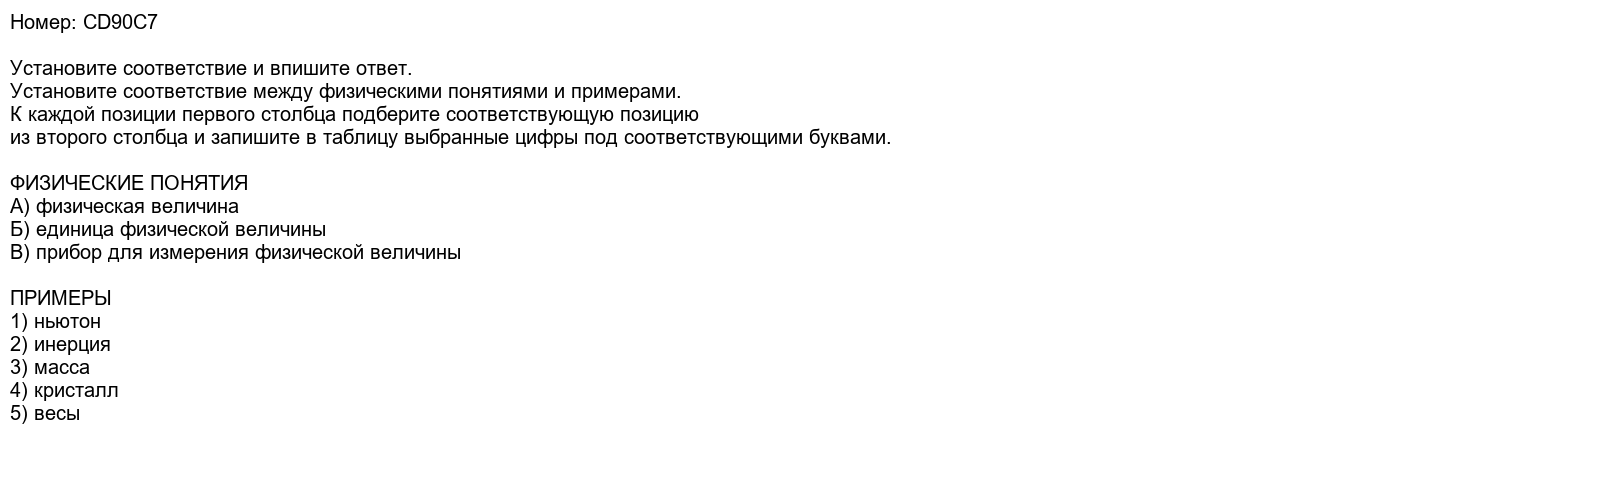 Номер: CD90C7
Установите соответствие и впишите ответ.
Установите соответствие между физическими понятиями и примерами.
К каждой позиции первого столбца подберите соответствующую позицию
из второго столбца и запишите в таблицу выбранные цифры под соответствующими буквами.
ФИЗИЧЕСКИЕ ПОНЯТИЯ
А) физическая величина
Б) единица физической величины
В) прибор для измерения физической величины
ПРИМЕРЫ
1) ньютон
2) инерция
3) масса
4) кристалл
5) весы